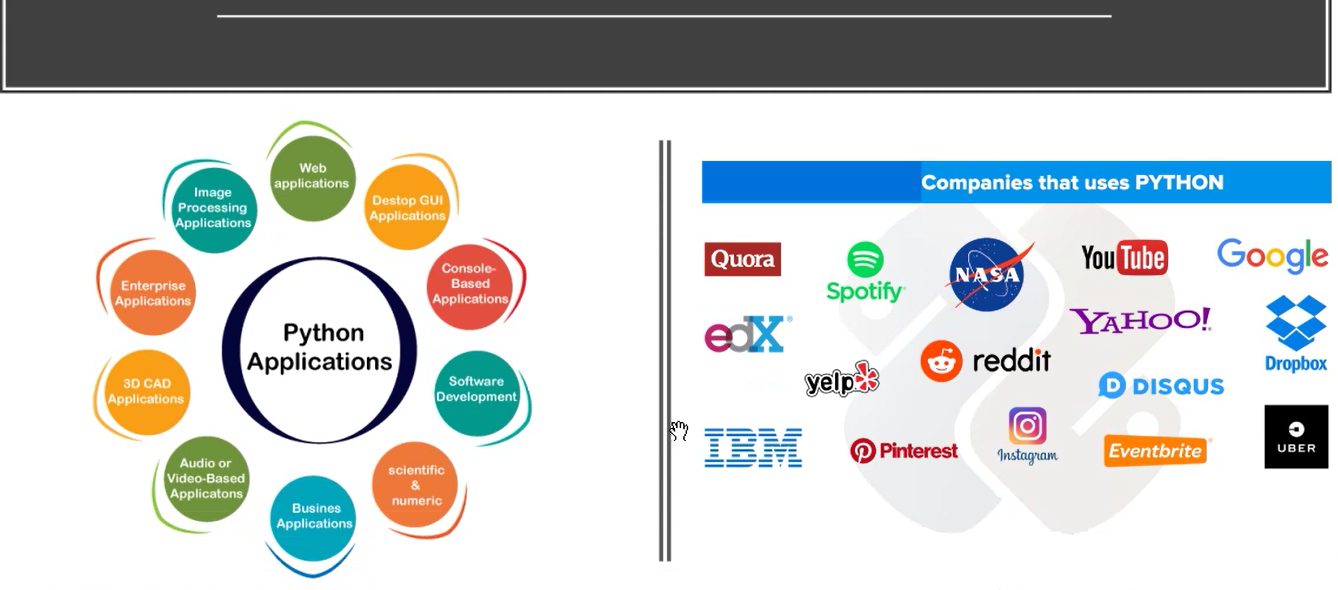 Web
applications
Destop GUI
Applications
Console-
Based
Applications
Software
Development
scientific
&
numeric
Busines
Applications
Audio or
Video-Based
Applicatons
3D CAD
Applications
Enterprise
Applications
Image
Processing
Applications
Python
Applications
Companies that uses PYTHON
Quora
Spotify®
NASA
YouTube
Google
edX®
YAHOO!
Dropbox
yelp
reddit
DISQUS
IBM
Pinterest
Instagram
Eventbrite®
UBER